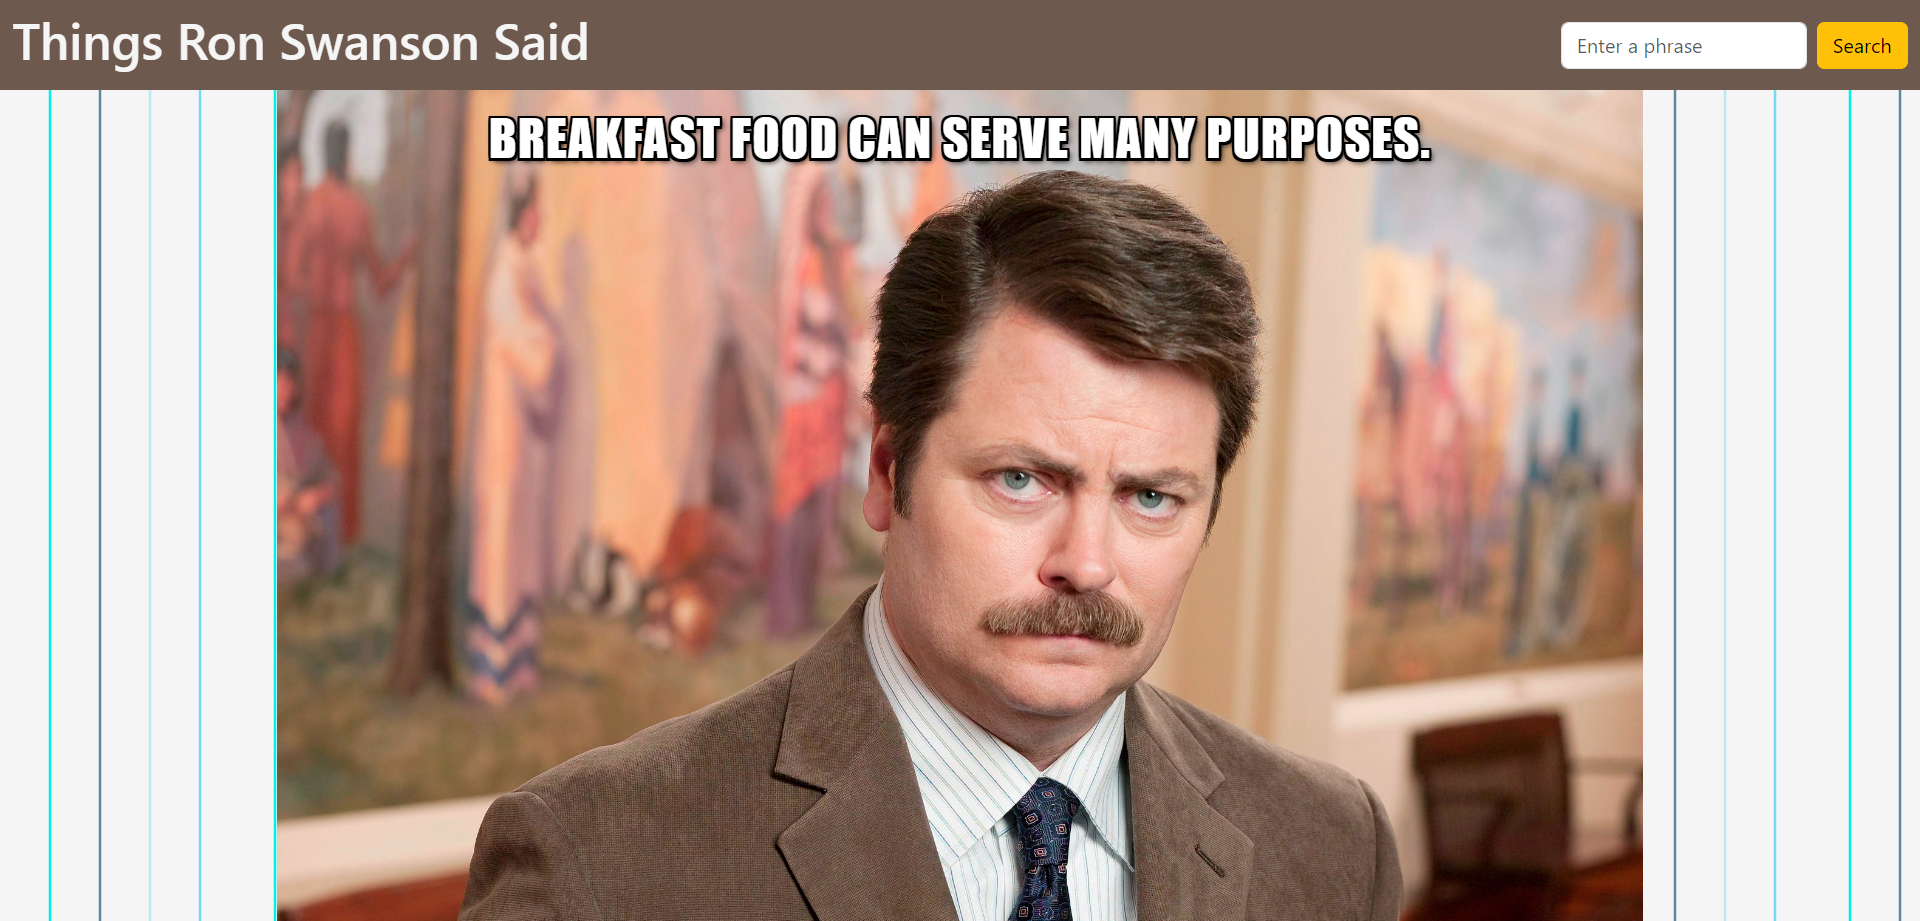 Things Ron Swanson Said
Enter a phrase
Search
BREAKFAST FOOD CAN SERVE MANY PURPOSES.